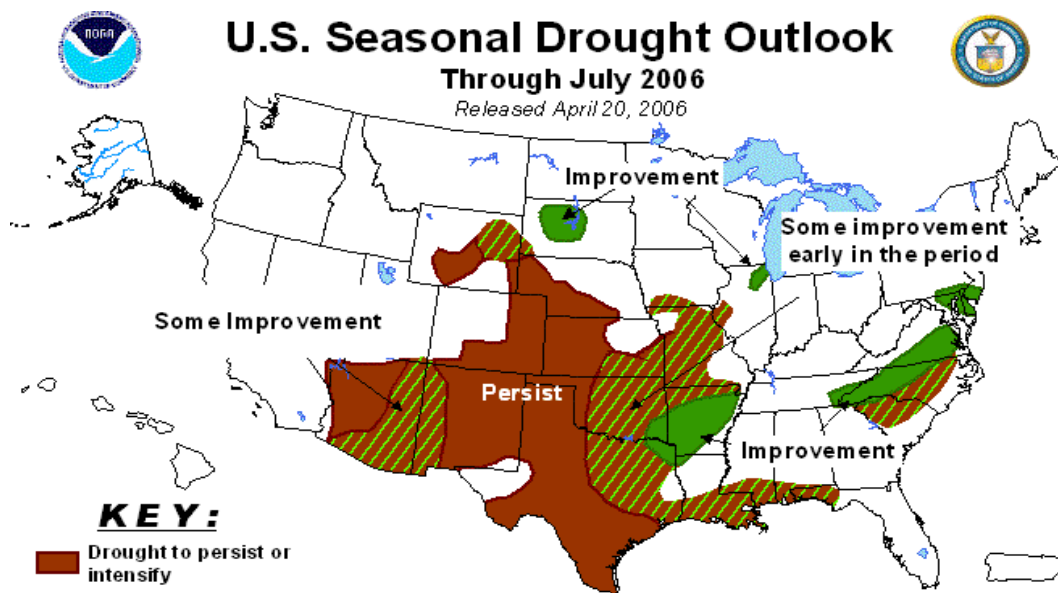 NOAA
U.S. Seasonal Drought Outlook
Through July 2006
Released April 20, 2006
Improvement
Some improvement
early in the period
Some Improvement
Persist
Improvement
KEY:
Drought to persist or
intensify